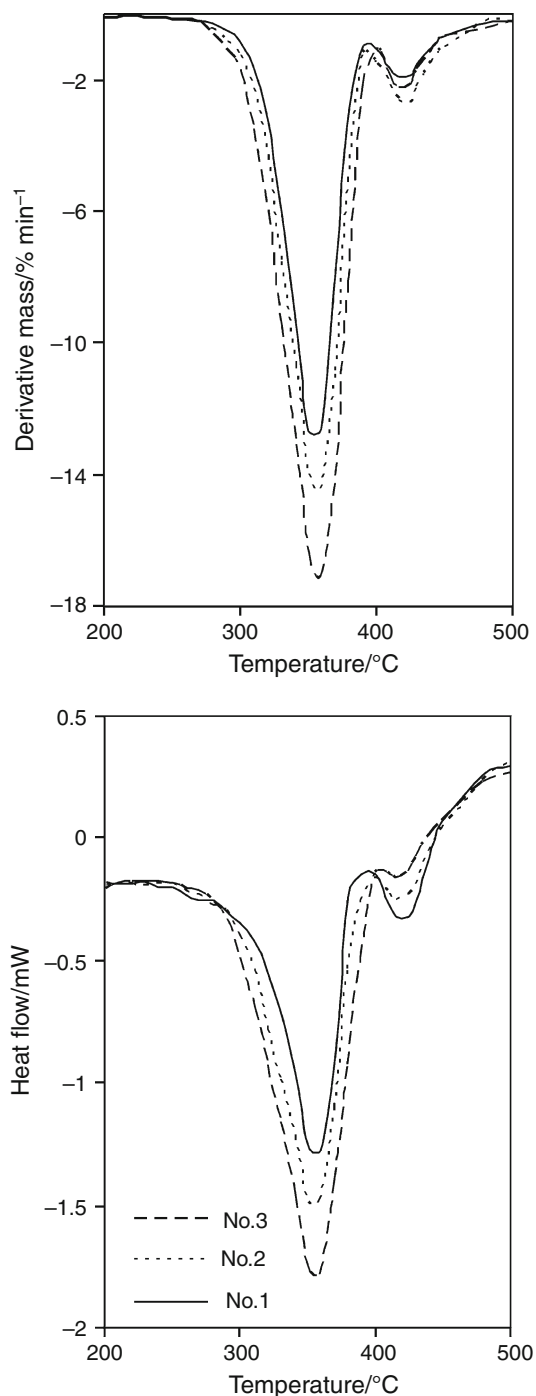 −2
−6
−10
−14
−18
Derivative mass/% min⁻¹
200 300 400 500
Temperature/°C
0.5
0
−0.5
−1
−1.5
−2
Heat flow/mW
No.3
No.2
No.1
200 300 400 500
Temperature/°C